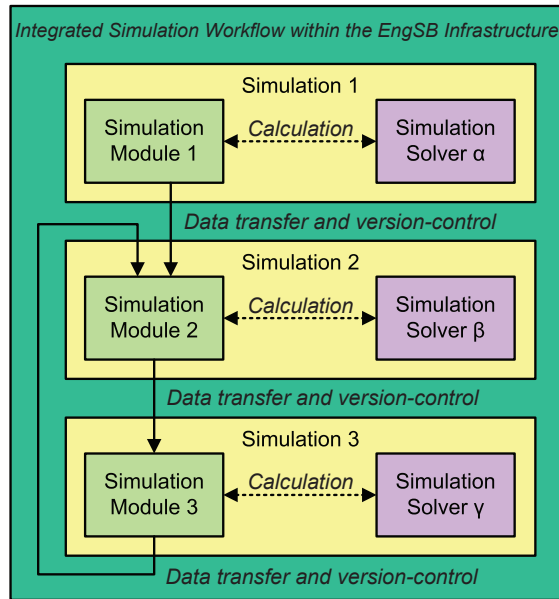 Integrated Simulation Workflow within the EngSB Infrastructure
Simulation 1
Simulation
Module 1
Calculation
Simulation
Solver α
Data transfer and version-control
Simulation 2
Simulation
Module 2
Calculation
Simulation
Solver β
Data transfer and version-control
Simulation 3
Simulation
Module 3
Calculation
Simulation
Solver γ
Data transfer and version-control